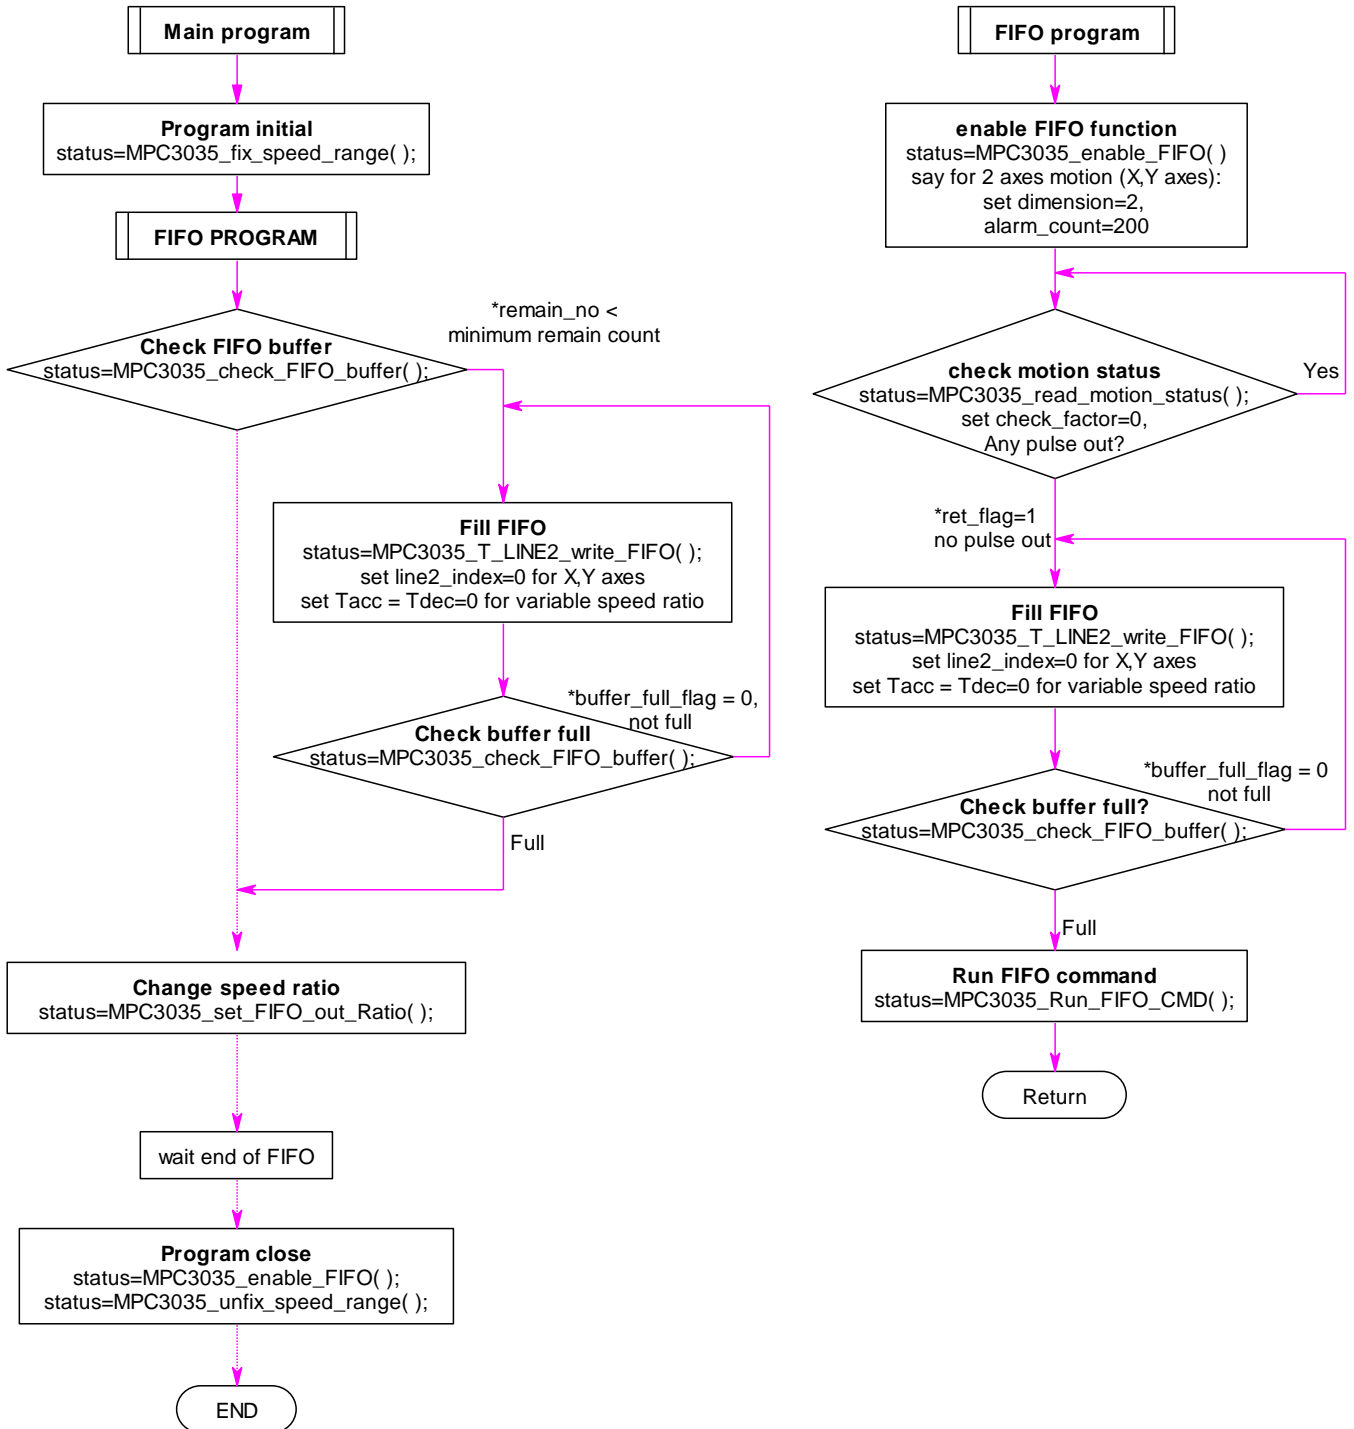 Main program
Program initial
status=MPC3035_fix_speed_range( );
FIFO PROGRAM
*remain_no <
minimum remain count
Check FIFO buffer
status=MPC3035_check_FIFO_buffer( );
Fill FIFO
status=MPC3035_T_LINE2_write_FIFO( );
set line2_index=0 for X,Y axes
set Tacc = Tdec=0 for variable speed ratio
*buffer_full_flag = 0,
not full
Check buffer full
status=MPC3035_check_FIFO_buffer( );
Full
Change speed ratio
status=MPC3035_set_FIFO_out_Ratio( );
wait end of FIFO
Program close
status=MPC3035_enable_FIFO( );
status=MPC3035_unfix_speed_range( );
END
FIFO program
enable FIFO function
status=MPC3035_enable_FIFO( )
say for 2 axes motion (X,Y axes):
set dimension=2,
alarm_count=200
check motion status
status=MPC3035_read_motion_status( );
set check_factor=0,
Any pulse out?
Yes
*ret_flag=1
no pulse out
Fill FIFO
status=MPC3035_T_LINE2_write_FIFO( );
set line2_index=0 for X,Y axes
set Tacc = Tdec=0 for variable speed ratio
*buffer_full_flag = 0
not full
Check buffer full?
status=MPC3035_check_FIFO_buffer( );
Full
Run FIFO command
status=MPC3035_Run_FIFO_CMD( );
Return